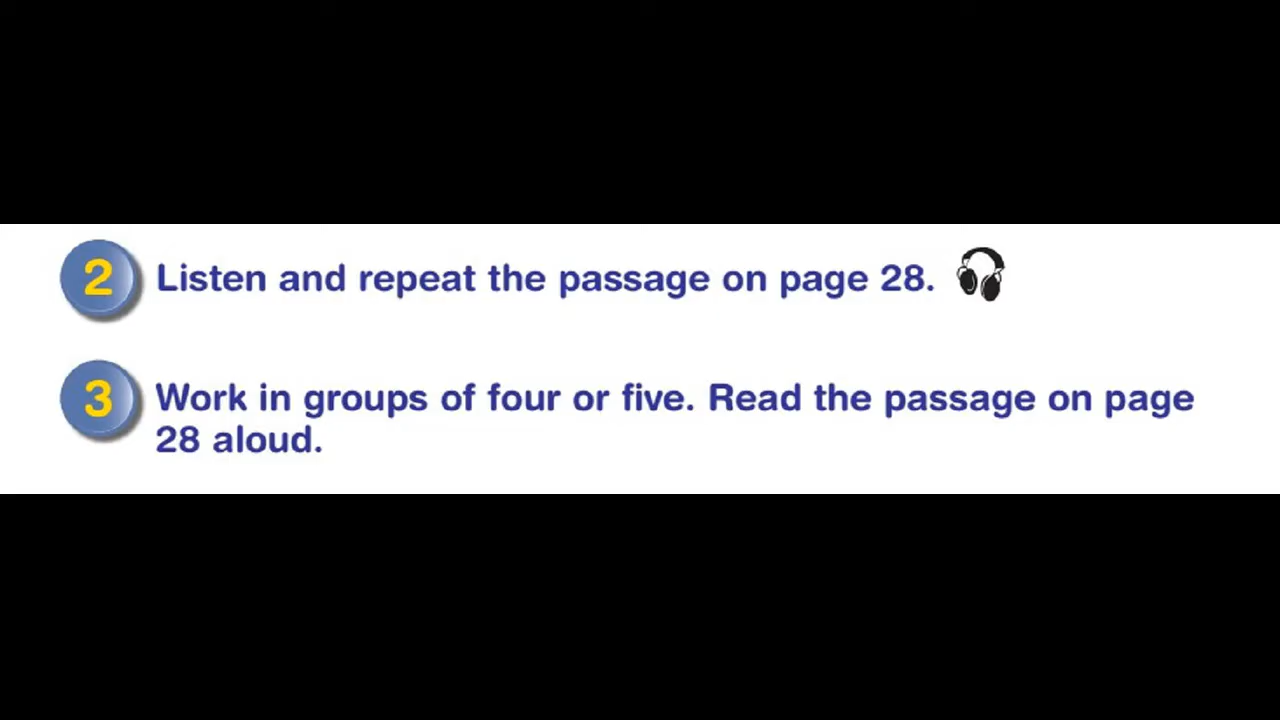 2 Listen and repeat the passage on page 28.
3 Work in groups of four or five. Read the passage on page
28 aloud.